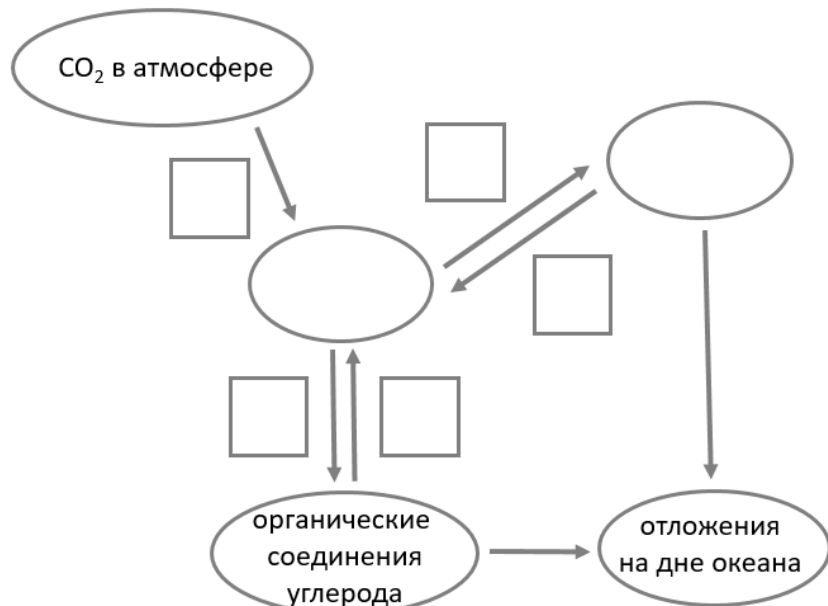 CO₂ в атмосфере
органические
соединения
углерода
отложения
на дне океана